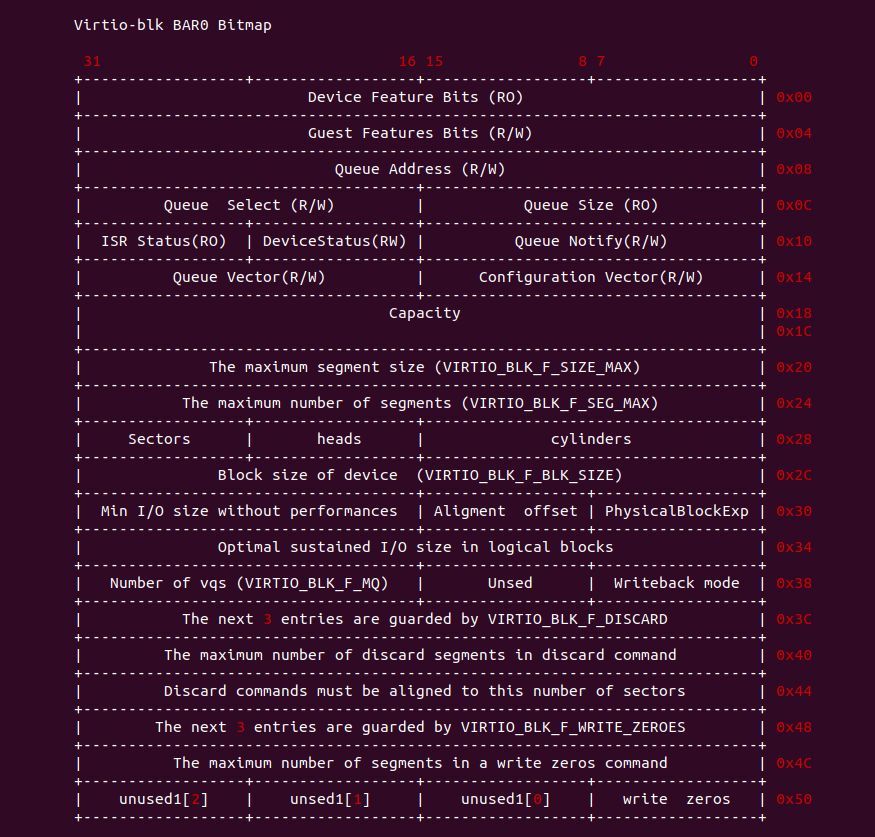 Virtio-blk BAR0 Bitmap
31 16 15 8 7 0
Device Feature Bits (RO) 0x00
Guest Features Bits (R/W) 0x04
Queue Address (R/W) 0x08
Queue Select (R/W) | Queue Size (RO) 0x0C
ISR Status(RO) | DeviceStatus(RW) | Queue Notify(R/W) 0x10
Queue Vector(R/W) | Configuration Vector(R/W) 0x14
Capacity 0x18
0x1C
The maximum segment size (VIRTIO_BLK_F_SIZE_MAX) 0x20
The maximum number of segments (VIRTIO_BLK_F_SEG_MAX) 0x24
Sectors | heads | cylinders 0x28
Block size of device (VIRTIO_BLK_F_BLK_SIZE) 0x2C
Min I/O size without performances | Aligment offset | PhysicalBlockExp 0x30
Optimal sustained I/O size in logical blocks 0x34
Number of vqs (VIRTIO_BLK_F_MQ) | Unsed | Writeback mode 0x38
The next 3 entries are guarded by VIRTIO_BLK_F_DISCARD 0x3C
The maximum number of discard segments in discard command 0x40
Discard commands must be aligned to this number of sectors 0x44
The next 3 entries are guarded by VIRTIO_BLK_F_WRITE_ZEROES 0x48
The maximum number of segments in a write zeros command 0x4C
unused1[2] | unsed1[1] | unused1[0] | write zeros 0x50